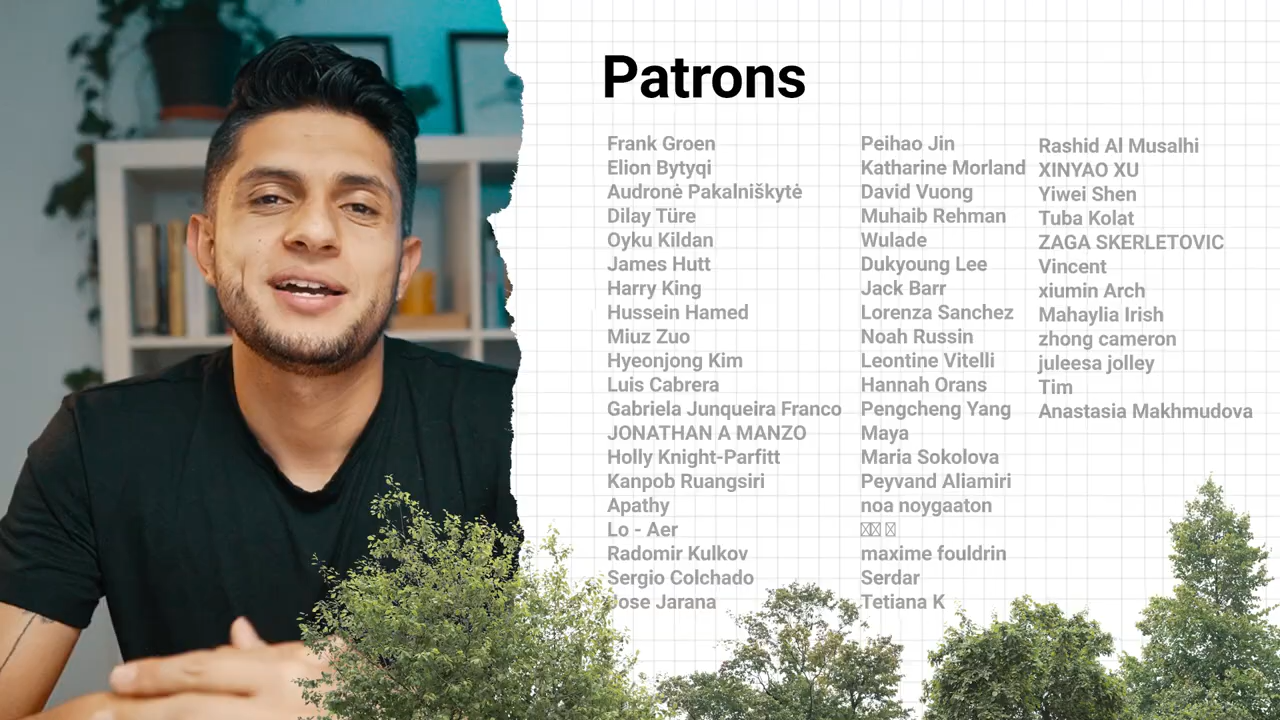 Patrons
Frank Groen
Elion Bytyqi
Audronė Pakalniškytė
Dilay Türe
Oyku Kildan
James Hutt
Harry King
Hussein Hamed
Miuz Zuo
Hyeonjong Kim
Luis Cabrera
Gabriela Junqueira Franco
JONATHAN A MANZO
Holly Knight-Parfitt
Kanpob Ruangsiri
Apathy
Lo - Aer
Radomir Kulkov
Sergio Colchado
Jose Jarana
Peihao Jin
Katharine Morland
David Vuong
Muhaib Rehman
Wulade
Dukyoung Lee
Jack Barr
Lorenza Sanchez
Noah Russin
Leontine Vitelli
Hannah Orans
Pengcheng Yang
Maya
Maria Sokolova
Peyvand Aliamiri
noa noygaaton
maxime fouldrin
Serdar
Tetiana K
Rashid Al Musalhi
XINYAO XU
Yiwei Shen
Tuba Kolat
ZAGA SKERLETOVIC
Vincent
xiumin Arch
Mahaylia Irish
zhong cameron
juleesa jolley
Tim
Anastasia Makhmudova